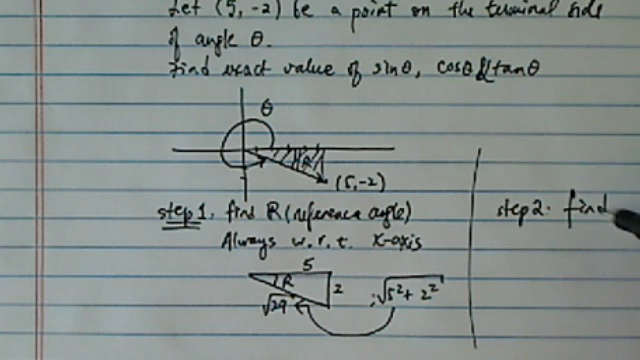 Let (5, -2) be a point on the terminal side
of angle θ.
Find exact value of sinθ, cosθ & tanθ
θ
R
(5,-2)
step 1. find R (reference angle)
Always w.r.t. x-axis
5
R
2
√29
√5²+ 2²
step 2. find